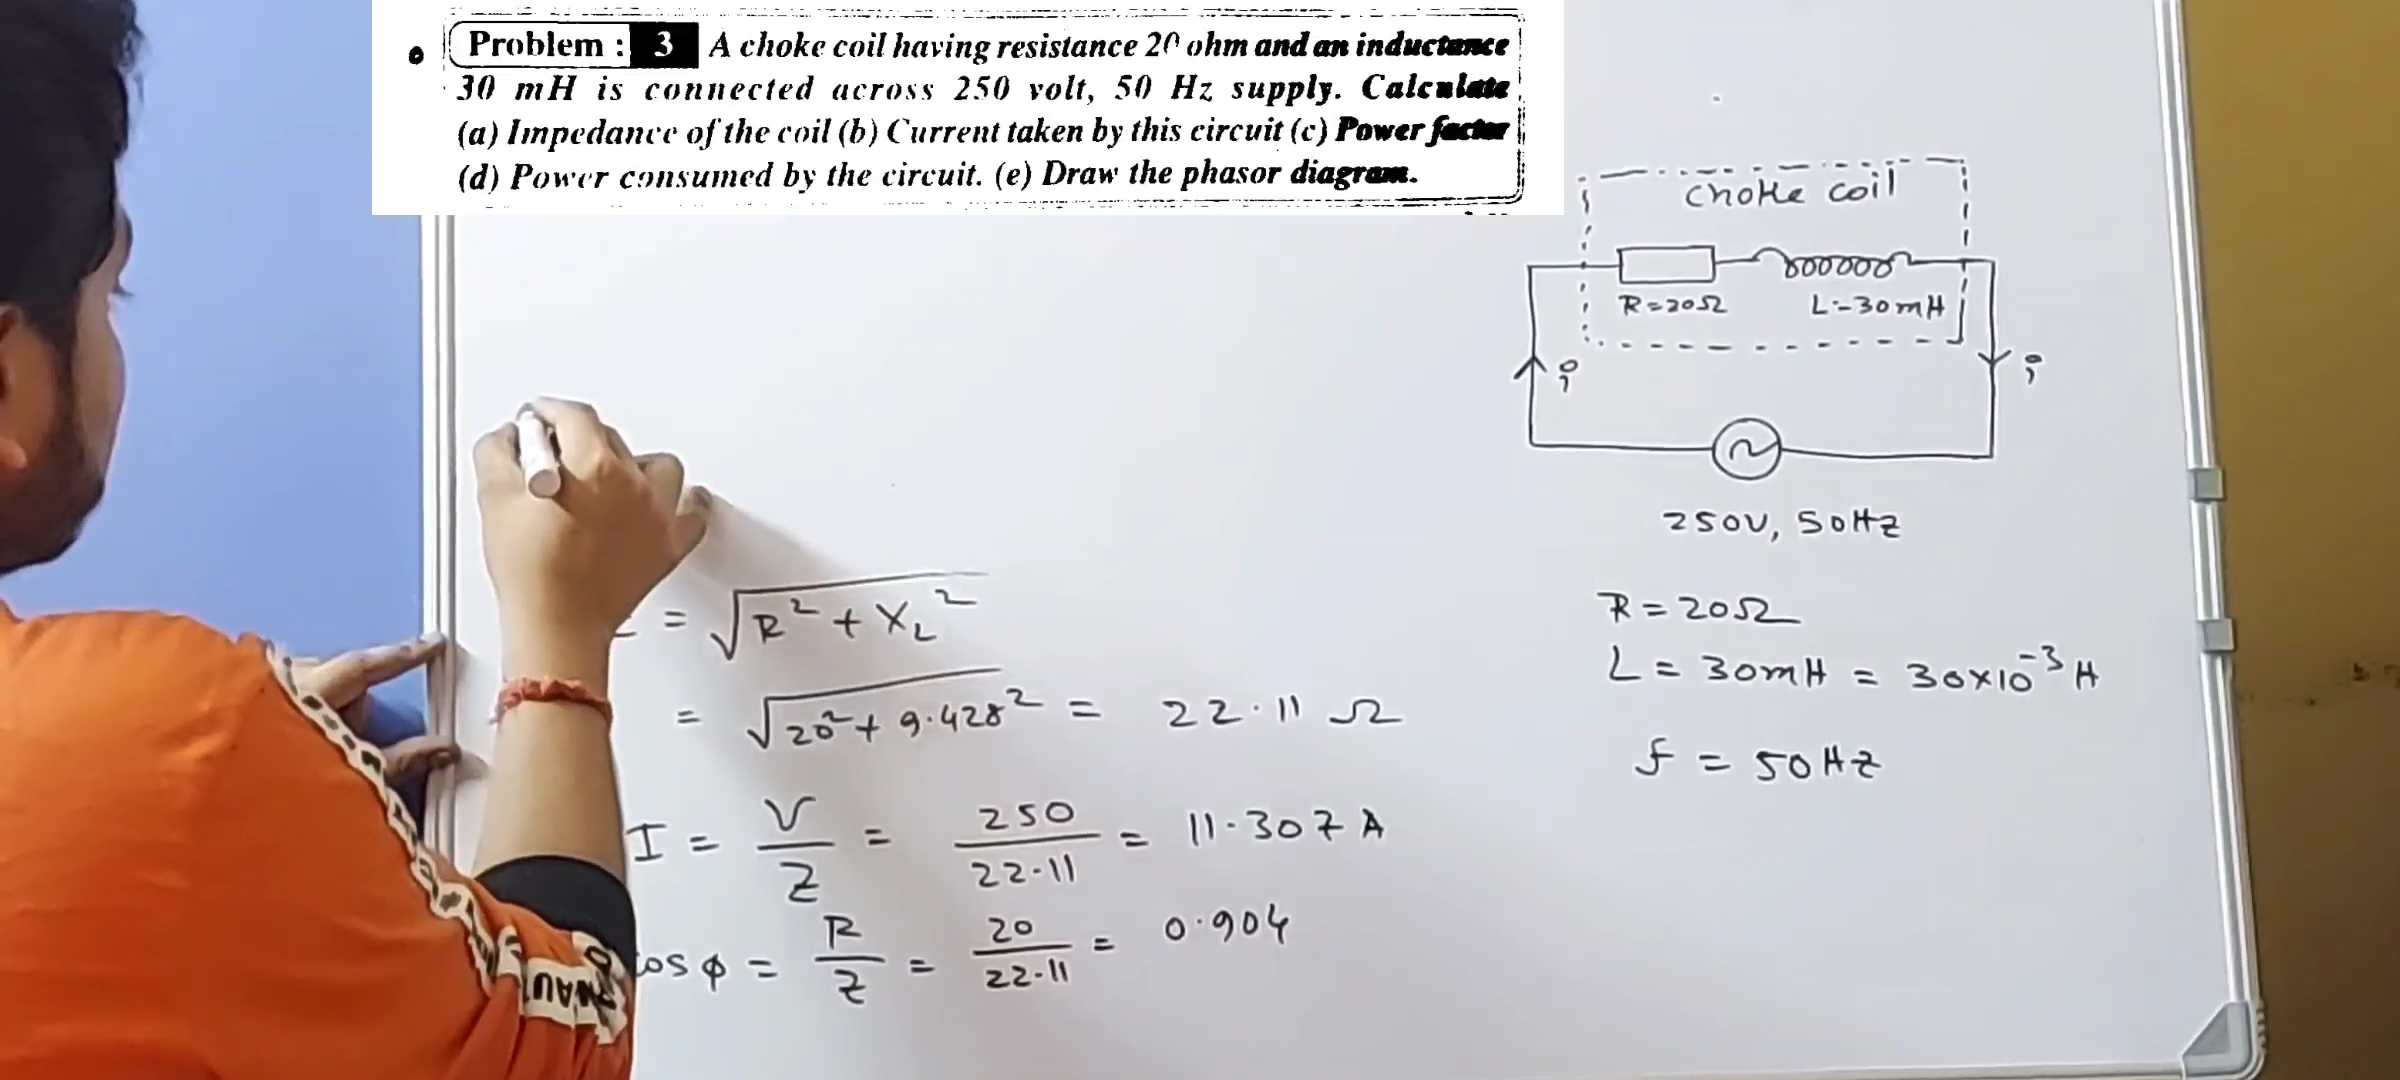 Problem : 3 A choke coil having resistance 20 ohm and an inductance
30 mH is connected across 250 volt, 50 Hz supply. Calculate
(a) Impedance of the coil (b) Current taken by this circuit (c) Power factor
(d) Power consumed by the circuit. (e) Draw the phasor diagram.
choke coil
R=20Ω L=30mH
i i
250V, 50Hz
R = 20Ω
L = 30mH = 30×10⁻³ H
f = 50Hz
= √R² + X_L²
= √20² + 9.428² = 22.11 Ω
I = V/Z = 250/22.11 = 11.307 A
cos φ = R/Z = 20/22.11 = 0.904